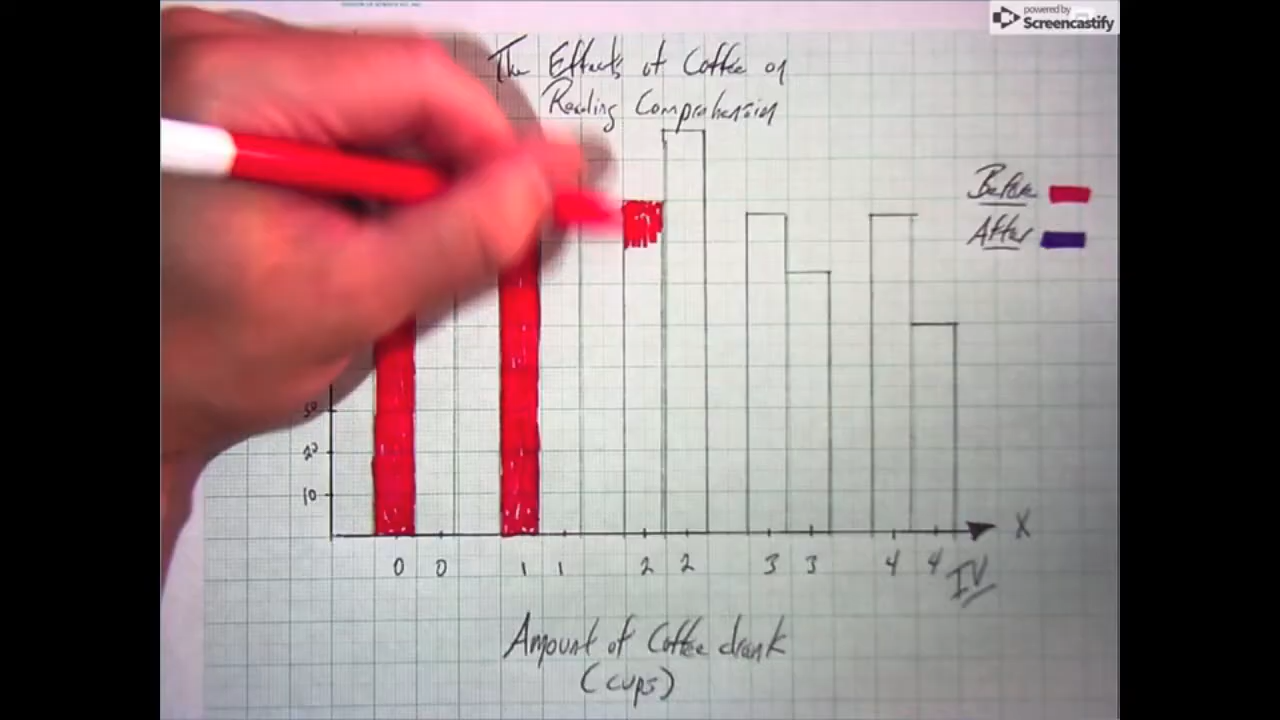 powered by
Screencastify
The Effects of Coffee on
Reading Comprehension
Before
After
30
20
10
X
0 0 1 1 2 2 3 3 4 4
IV
Amount of Coffee drank
(cups)